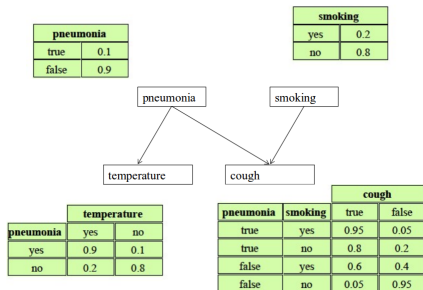 smoking
yes 0.2
no 0.8
pneumonia
true 0.1
false 0.9
pneumonia
smoking
temperature
cough
temperature
pneumonia yes no
yes 0.9 0.1
no 0.2 0.8
cough
pneumonia smoking true false
true yes 0.95 0.05
true no 0.8 0.2
false yes 0.6 0.4
false no 0.05 0.95